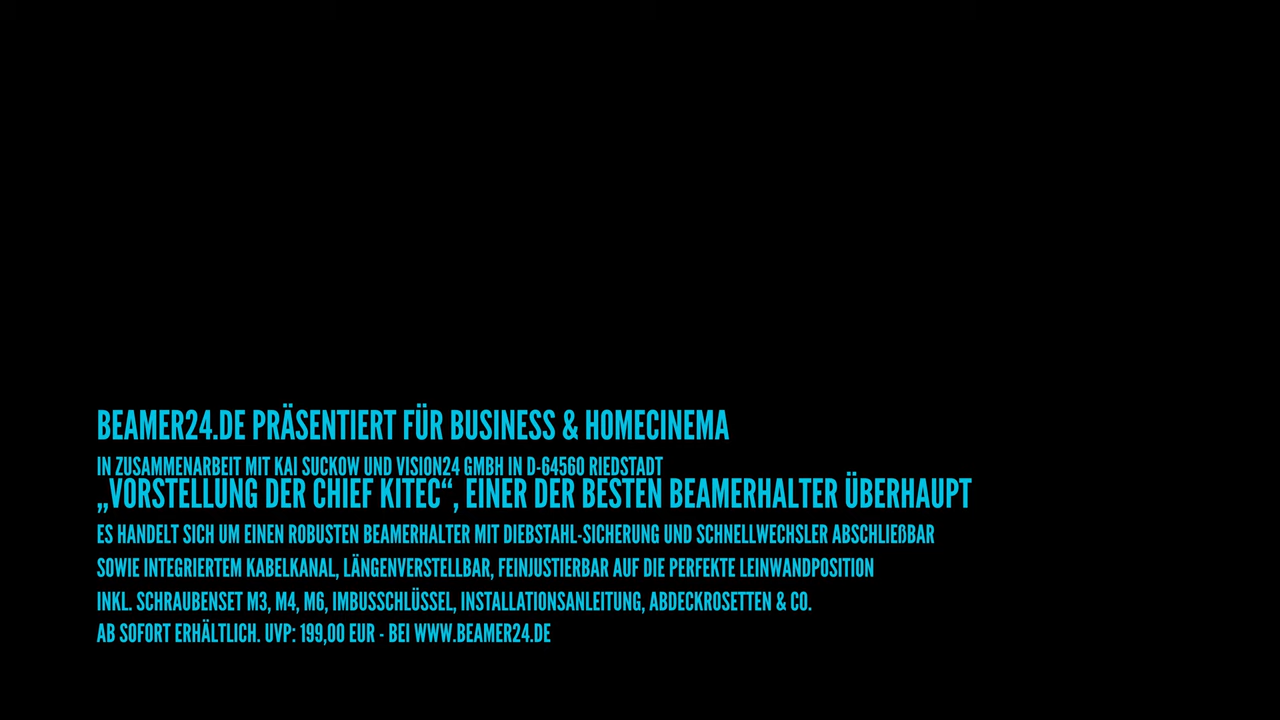 BEAMER24.DE PRÄSENTIERT FÜR BUSINESS & HOMECINEMA
IN ZUSAMMENARBEIT MIT KAI SUCKOW UND VISION24 GMBH IN D-64560 RIEDSTADT
„VORSTELLUNG DER CHIEF KITEC“, EINER DER BESTEN BEAMERHALTER ÜBERHAUPT
ES HANDELT SICH UM EINEN ROBUSTEN BEAMERHALTER MIT DIEBSTAHL-SICHERUNG UND SCHNELLWECHSLER ABSCHLIEßBAR
SOWIE INTEGRIERTEM KABELKANAL, LÄNGENVERSTELLBAR, FEINJUSTIERBAR AUF DIE PERFEKTE LEINWANDPOSITION
INKL. SCHRAUBENSET M3, M4, M6, IMBUSSCHLÜSSEL, INSTALLATIONSANLEITUNG, ABDECKROSETTEN & CO.
AB SOFORT ERHÄLTLICH. UVP: 199,00 EUR - BEI WWW.BEAMER24.DE